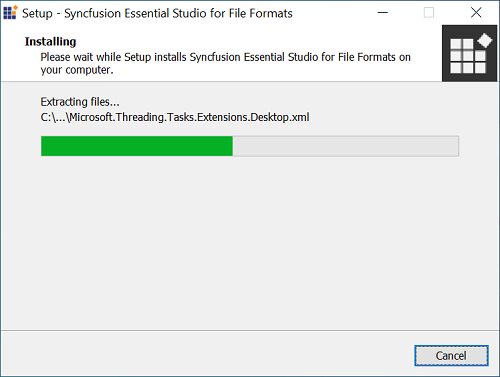 Setup - Syncfusion Essential Studio for File Formats
Installing
Please wait while Setup installs Syncfusion Essential Studio for File Formats on
your computer.
Extracting files...
C:\...\Microsoft.Threading.Tasks.Extensions.Desktop.xml
Cancel